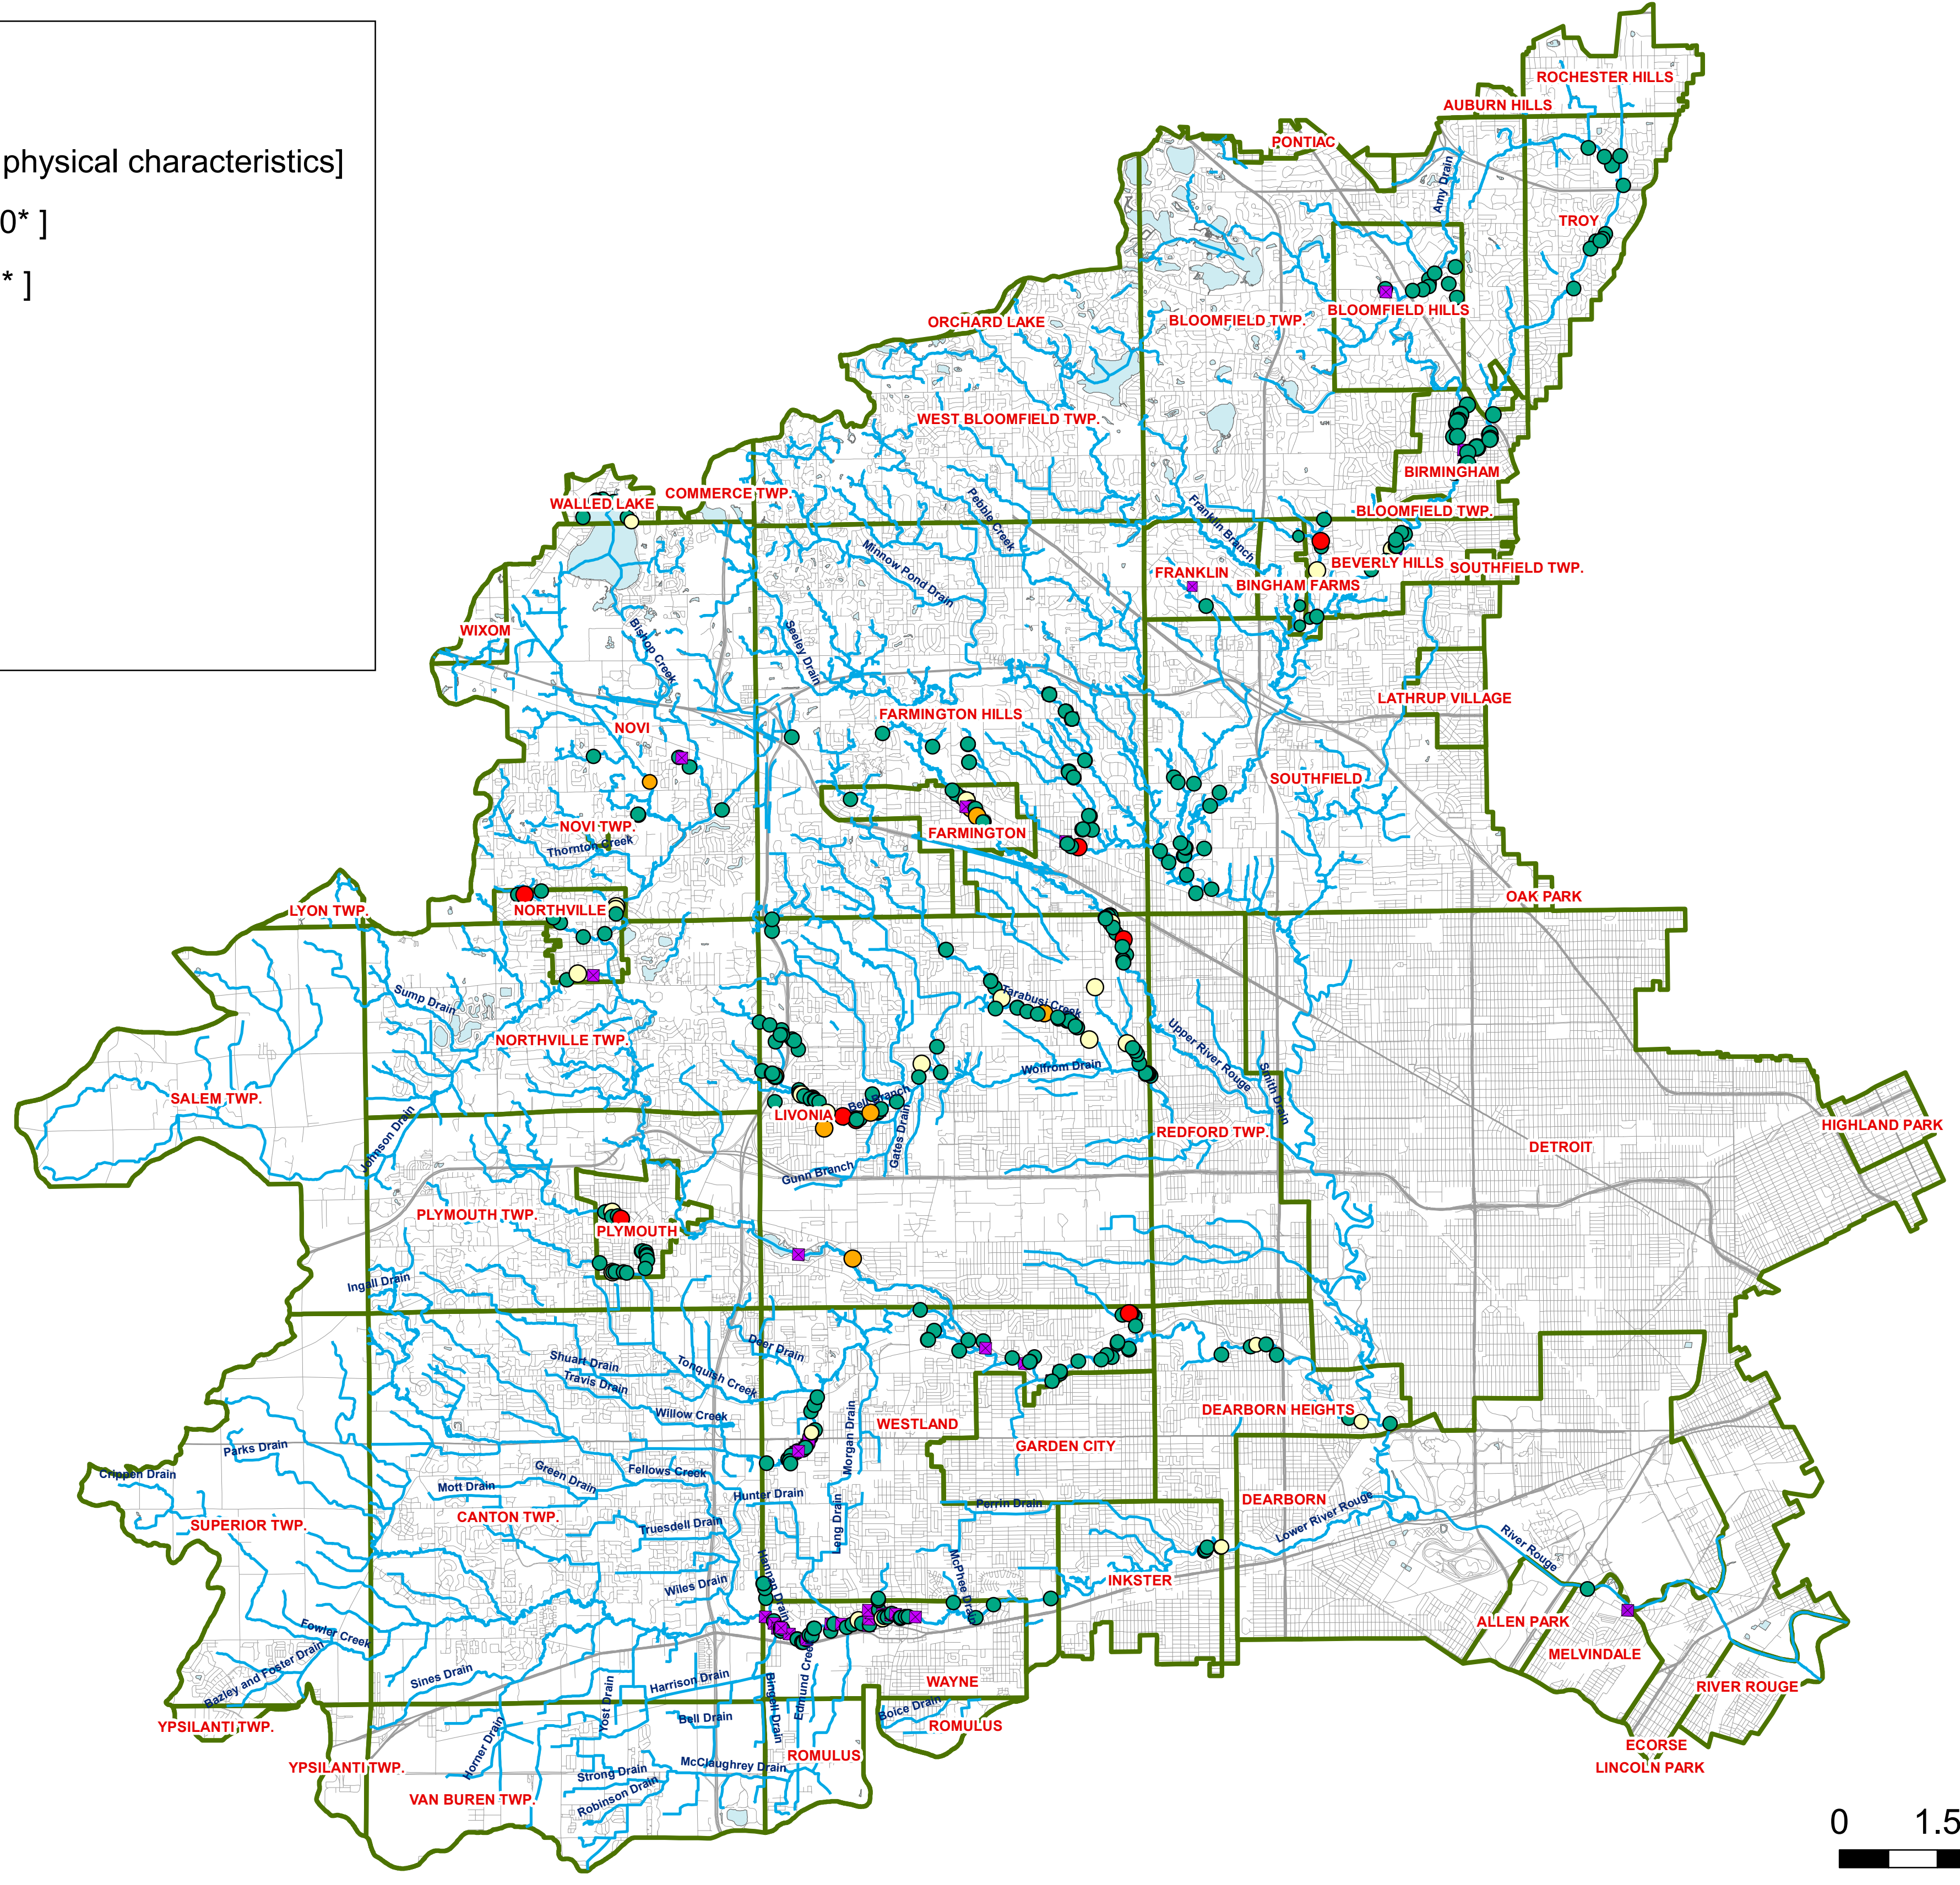 physical characteristics]
0* ]
* ]
ROCHESTER HILLS
AUBURN HILLS
PONTIAC
Amy Drain
TROY
BLOOMFIELD HILLS
ORCHARD LAKE
BLOOMFIELD TWP.
WEST BLOOMFIELD TWP.
BIRMINGHAM
COMMERCE TWP.
WALLED LAKE
Pebble Creek
Franklin Branch
BLOOMFIELD TWP.
Minnow Pond Drain
FRANKLIN
BEVERLY HILLS
SOUTHFIELD TWP.
BINGHAM FARMS
WIXOM
Bishop Creek
Seeley Drain
LATHRUP VILLAGE
FARMINGTON HILLS
NOVI
SOUTHFIELD
NOVI TWP.
FARMINGTON
Thornton Creek
OAK PARK
LYON TWP.
NORTHVILLE
Sump Drain
Tarabusi Creek
NORTHVILLE TWP.
Upper River Rouge
Wolfrom Drain
Smith Drain
SALEM TWP.
Bell Branch
LIVONIA
Johnson Drain
Gates Drain
REDFORD TWP.
HIGHLAND PARK
DETROIT
Gunn Branch
PLYMOUTH TWP.
PLYMOUTH
Ingall Drain
Deer Drain
Shuart Drain
Tonquish Creek
Travis Drain
Willow Creek
WESTLAND
DEARBORN HEIGHTS
Morgan Drain
GARDEN CITY
Parks Drain
Crippen Drain
Green Drain
Fellows Creek
Mott Drain
Hunter Drain
Perrin Drain
DEARBORN
Lower River Rouge
CANTON TWP.
SUPERIOR TWP.
Truesdell Drain
Leng Drain
River Rouge
Hannan Drain
McPhee Drain
INKSTER
Wiles Drain
ALLEN PARK
Fowler Creek
MELVINDALE
Bazley and Foster Drain
Sines Drain
Harrison Drain
Bingell Drain
Edmund Creek
WAYNE
RIVER ROUGE
Yost Drain
Boice Drain
YPSILANTI TWP.
Bell Drain
ROMULUS
Horner Drain
ROMULUS
ECORSE
YPSILANTI TWP.
McClaughrey Drain
LINCOLN PARK
Strong Drain
Robinson Drain
VAN BUREN TWP.
0 1.5